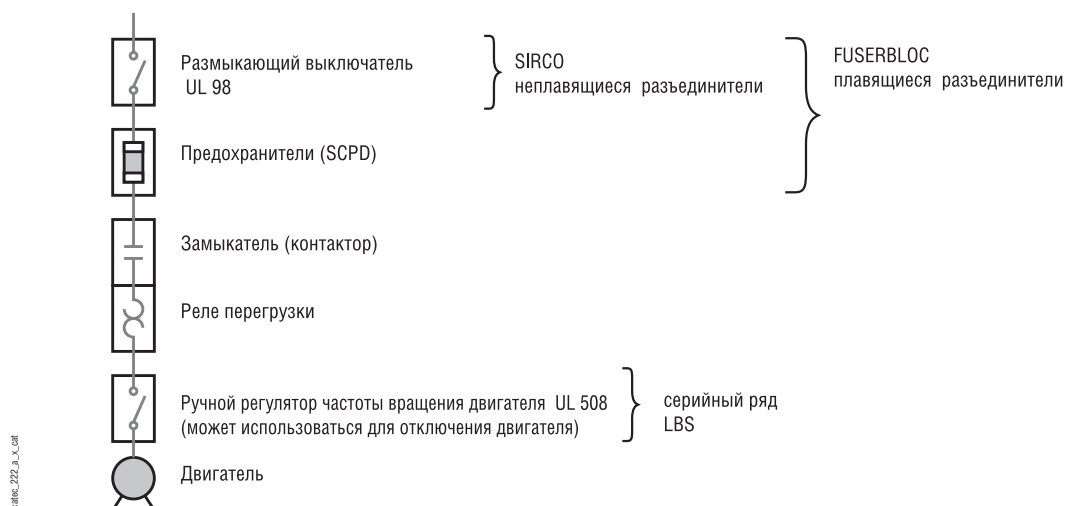 Размыкающий выключатель
UL 98
SIRCO
неплавящиеся разъединители
FUSERBLOC
плавящиеся разъединители
Предохранители (SCPD)
Замыкатель (контактор)
Реле перегрузки
Ручной регулятор частоты вращения двигателя UL 508
(может использоваться для отключения двигателя)
серийный ряд
LBS
Двигатель
catec_222_a_x_cat